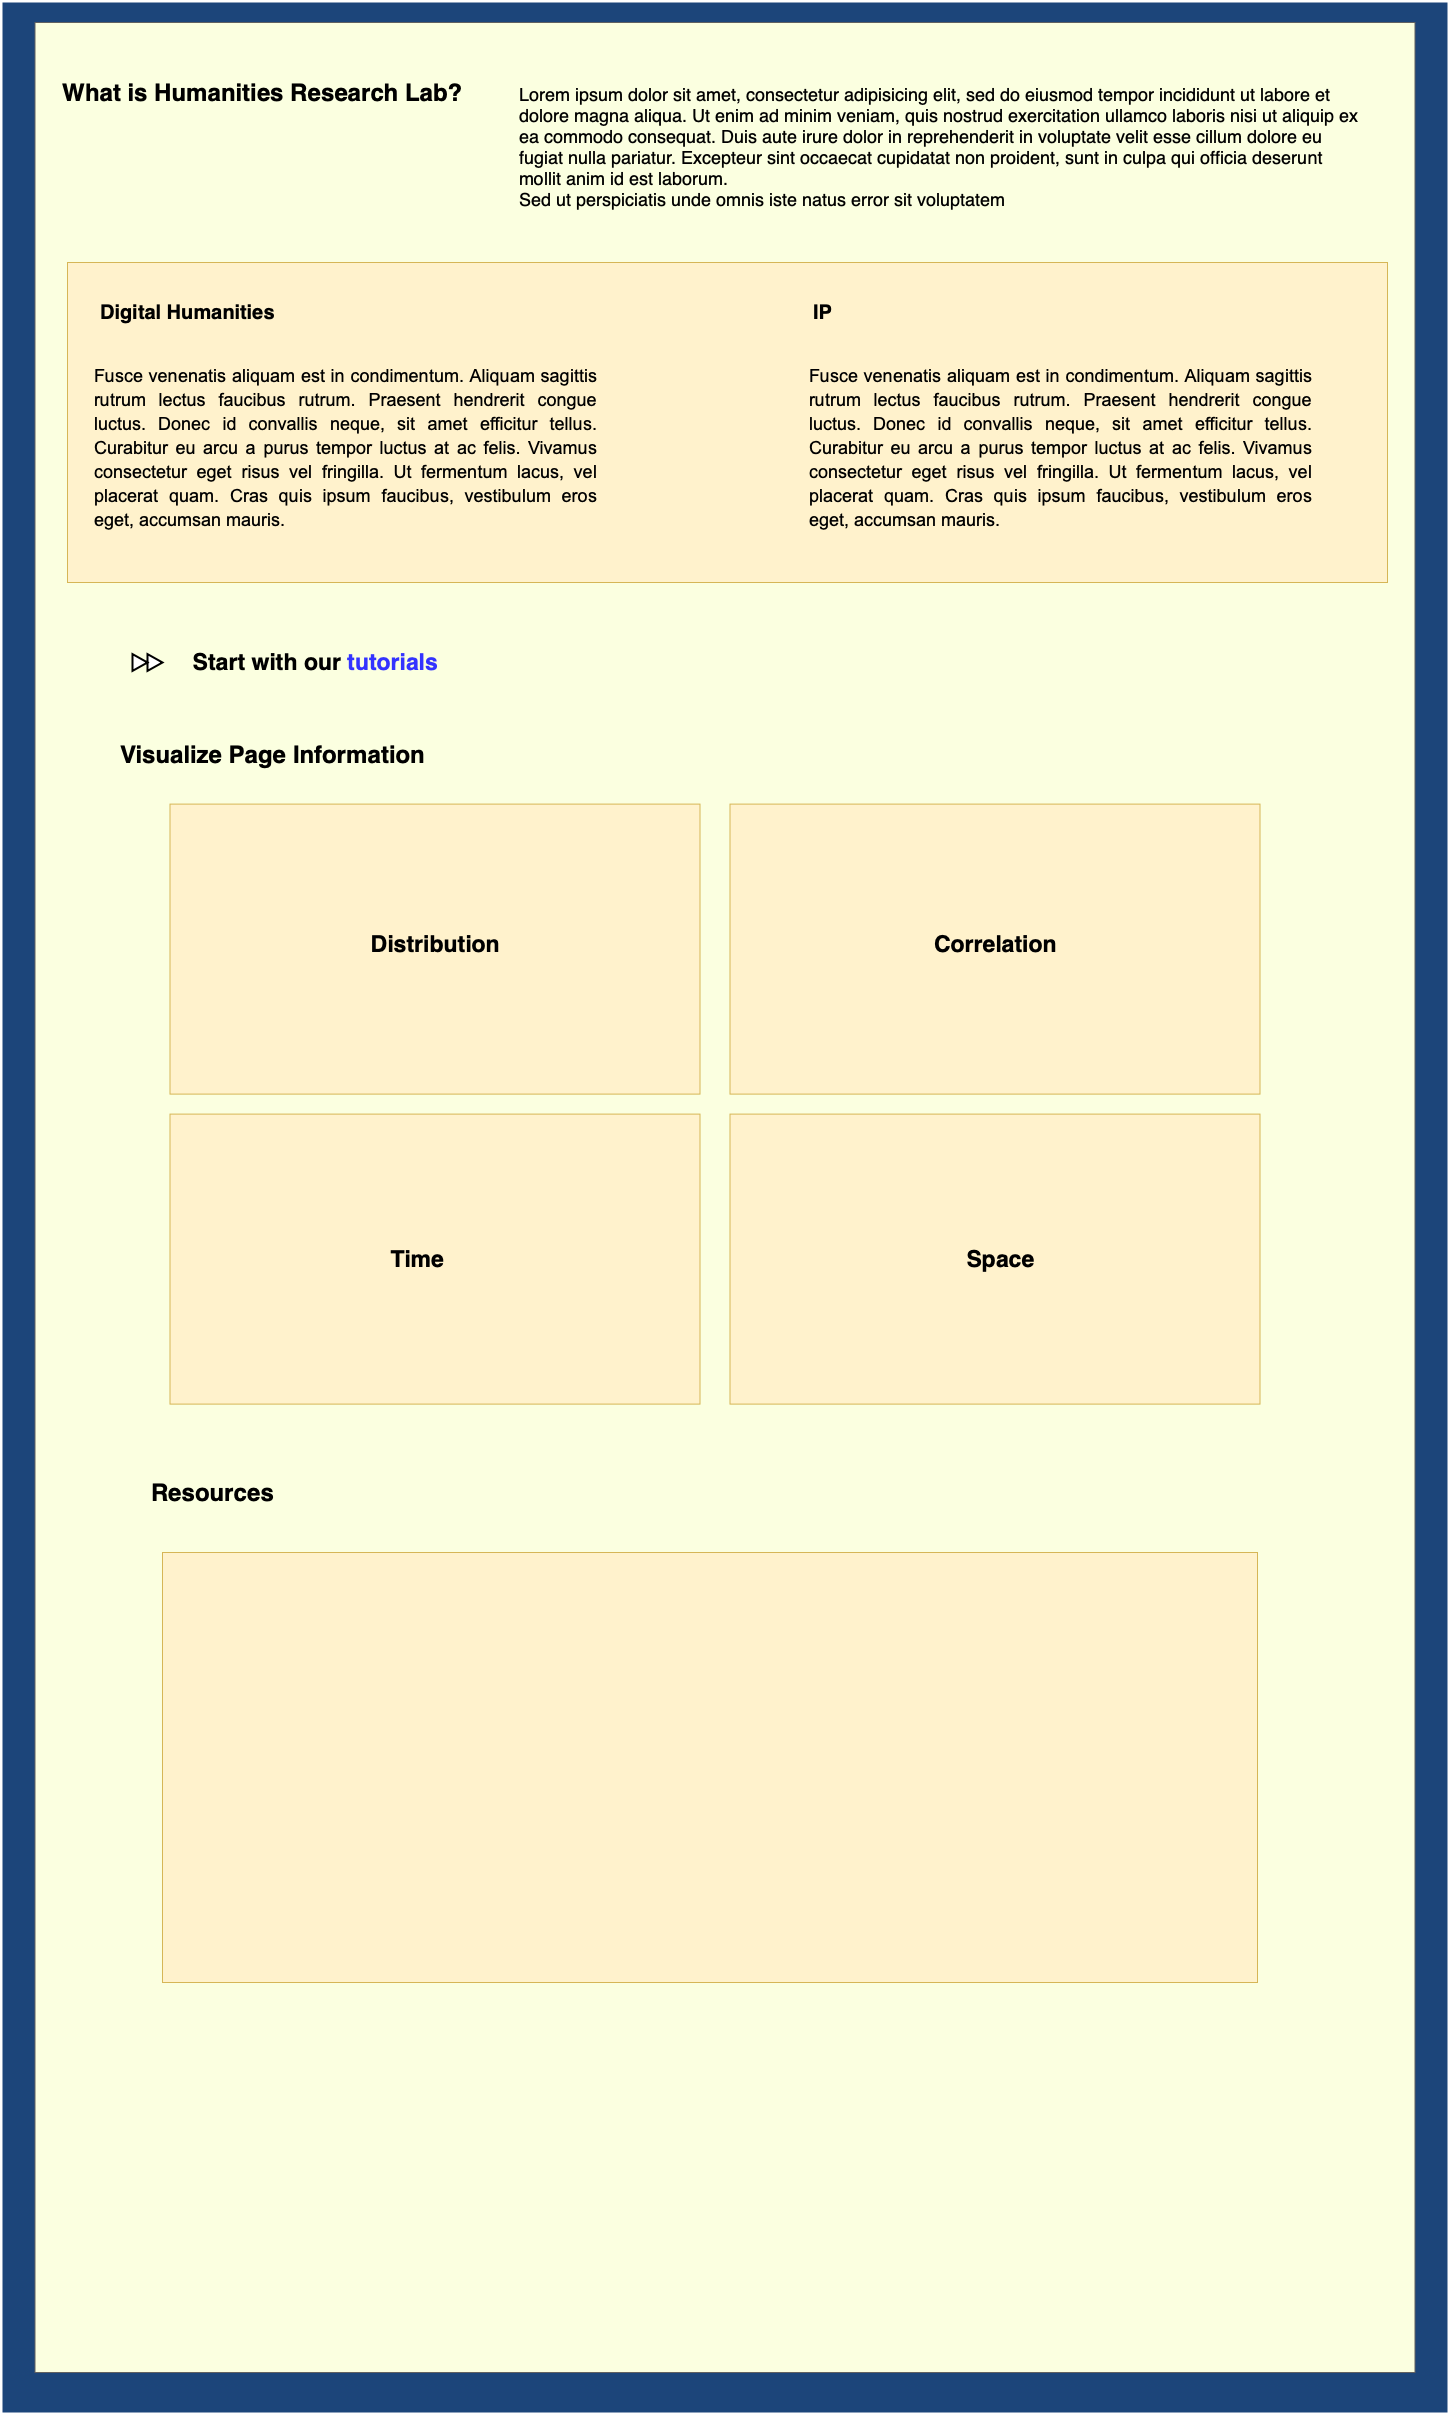 What is Humanities Research Lab?
Lorem ipsum dolor sit amet, consectetur adipisicing elit, sed do eiusmod tempor incididunt ut labore et
dolore magna aliqua. Ut enim ad minim veniam, quis nostrud exercitation ullamco laboris nisi ut aliquip ex
ea commodo consequat. Duis aute irure dolor in reprehenderit in voluptate velit esse cillum dolore eu
fugiat nulla pariatur. Excepteur sint occaecat cupidatat non proident, sunt in culpa qui officia deserunt
mollit anim id est laborum.
Sed ut perspiciatis unde omnis iste natus error sit voluptatem
Digital Humanities
Fusce venenatis aliquam est in condimentum. Aliquam sagittis
rutrum lectus faucibus rutrum. Praesent hendrerit congue
luctus. Donec id convallis neque, sit amet efficitur tellus.
Curabitur eu arcu a purus tempor luctus at ac felis. Vivamus
consectetur eget risus vel fringilla. Ut fermentum lacus, vel
placerat quam. Cras quis ipsum faucibus, vestibulum eros
eget, accumsan mauris.
IP
Fusce venenatis aliquam est in condimentum. Aliquam sagittis
rutrum lectus faucibus rutrum. Praesent hendrerit congue
luctus. Donec id convallis neque, sit amet efficitur tellus.
Curabitur eu arcu a purus tempor luctus at ac felis. Vivamus
consectetur eget risus vel fringilla. Ut fermentum lacus, vel
placerat quam. Cras quis ipsum faucibus, vestibulum eros
eget, accumsan mauris.
Start with our tutorials
Visualize Page Information
Distribution
Correlation
Time
Space
Resources